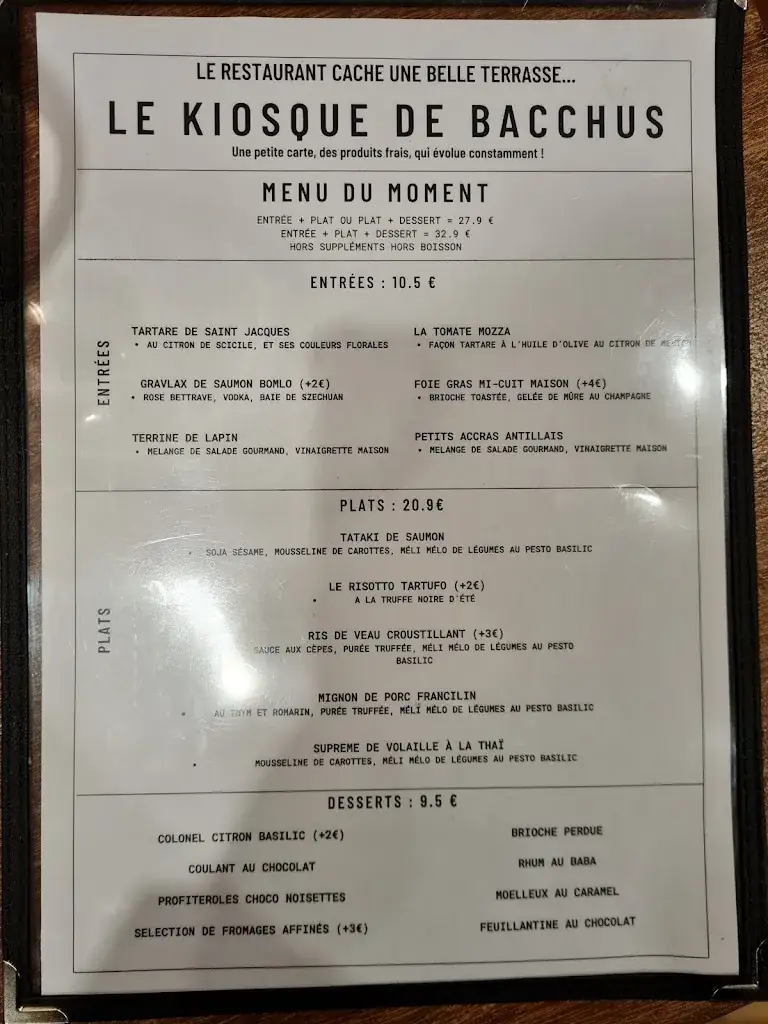 LE RESTAURANT CACHE UNE BELLE TERRASSE...
LE KIOSQUE DE BACCHUS
Une petite carte, des produits frais, qui évolue constamment !
MENU DU MOMENT
ENTRÉE + PLAT OU PLAT + DESSERT = 27.9 €
ENTRÉE + PLAT + DESSERT = 32.9 €
HORS SUPPLÉMENTS HORS BOISSON
ENTRÉES : 10.5 €
ENTRÉES
TARTARE DE SAINT JACQUES
• AU CITRON DE SCICILE, ET SES COULEURS FLORALES
LA TOMATE MOZZA
• FAÇON TARTARE À L'HUILE D'OLIVE AU CITRON DE
GRAVLAX DE SAUMON BOMLO (+2€)
• ROSE BETTRAVE, VODKA, BAIE DE SZECHUAN
FOIE GRAS MI-CUIT MAISON (+4€)
• BRIOCHE TOASTÉE, GELÉE DE MÛRE AU CHAMPAGNE
TERRINE DE LAPIN
• MELANGE DE SALADE GOURMAND, VINAIGRETTE MAISON
PETITS ACCRAS ANTILLAIS
• MELANGE DE SALADE GOURMAND, VINAIGRETTE MAISON
PLATS : 20.9€
PLATS
TATAKI DE SAUMON
• SOJA SÉSAME, MOUSSELINE DE CAROTTES, MÉLI MÉLO DE LÉGUMES AU PESTO BASILIC
LE RISOTTO TARTUFO (+2€)
• A LA TRUFFE NOIRE D'ÉTÉ
RIS DE VEAU CROUSTILLANT (+3€)
SAUCE AUX CÈPES, PURÉE TRUFFÉE, MÉLI MÉLO DE LÉGUMES AU PESTO
BASILIC
MIGNON DE PORC FRANCILIN
• AU THYM ET ROMARIN, PURÉE TRUFFÉE, MÉLI MÉLO DE LÉGUMES AU PESTO BASILIC
SUPREME DE VOLAILLE À LA THAÏ
• MOUSSELINE DE CAROTTES, MÉLI MÉLO DE LÉGUMES AU PESTO BASILIC
DESSERTS : 9.5 €
COLONEL CITRON BASILIC (+2€)
BRIOCHE PERDUE
COULANT AU CHOCOLAT
RHUM AU BABA
PROFITEROLES CHOCO NOISETTES
MOELLEUX AU CARAMEL
SELECTION DE FROMAGES AFFINÉS (+3€)
FEUILLANTINE AU CHOCOLAT